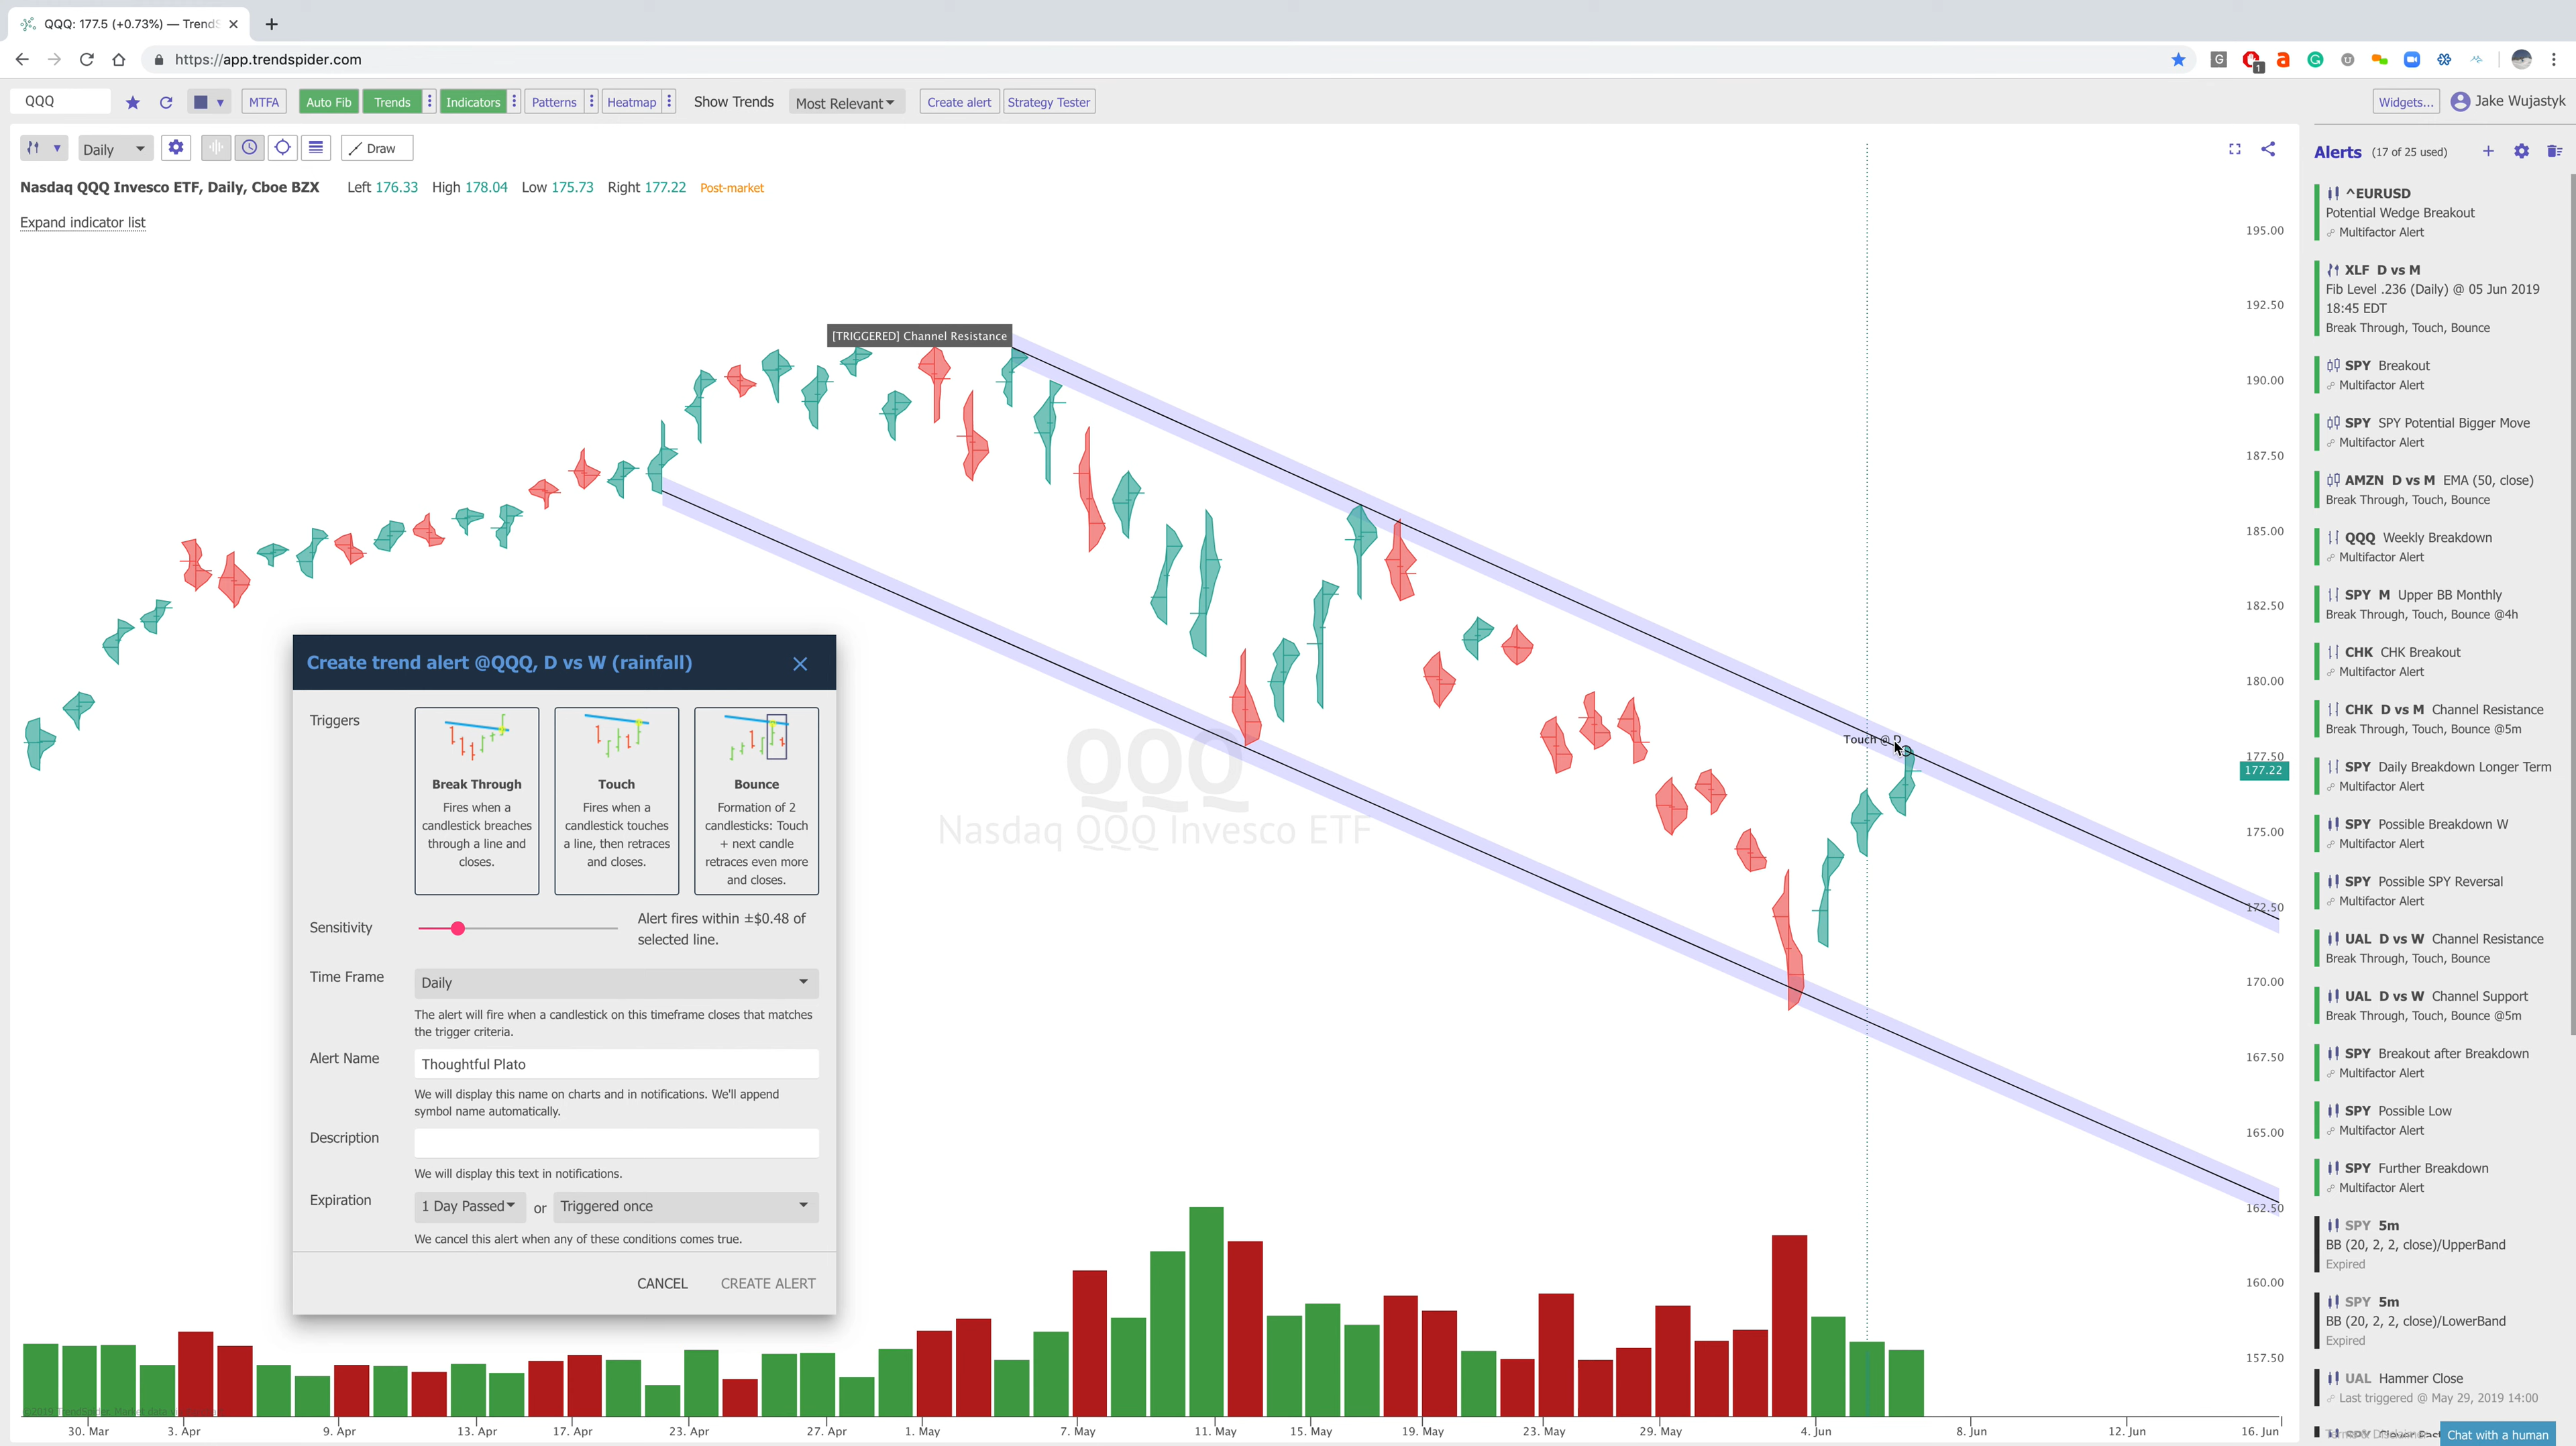 QQQ: 177.5 (+0.73%) — TrendS
https://app.trendspider.com
1
QQQ
MTFA
Auto Fib
Trends
Indicators
Patterns
Heatmap
Show Trends
Most Relevant
Create alert
Strategy Tester
Widgets...
Jake Wujastyk
Daily
Draw
Nasdaq QQQ Invesco ETF, Daily, Cboe BZX Left 176.33 High 178.04 Low 175.73 Right 177.22 Post-market
Expand indicator list
[TRIGGERED] Channel Resistance
Touch @ D
QQQ
Nasdaq QQQ Invesco ETF
195.00
192.50
190.00
187.50
185.00
182.50
180.00
177.50
177.22
175.00
172.50
170.00
167.50
165.00
162.50
160.00
157.50
Create trend alert @QQQ, D vs W (rainfall)
Triggers
Break Through
Fires when a
candlestick breaches
through a line and
closes.
Touch
Fires when a
candlestick touches
a line, then retraces
and closes.
Bounce
Formation of 2
candlesticks: Touch
+ next candle
retraces even more
and closes.
Sensitivity
Alert fires within ±$0.48 of
selected line.
Time Frame
Daily
The alert will fire when a candlestick on this timeframe closes that matches
the trigger criteria.
Alert Name
Thoughtful Plato
We will display this name on charts and in notifications. We'll append
symbol name automatically.
Description
We will display this text in notifications.
Expiration
1 Day Passed or Triggered once
We cancel this alert when any of these conditions comes true.
CANCEL
CREATE ALERT
©2019 TrendSpider, Market data
30. Mar
3. Apr
9. Apr
13. Apr
17. Apr
23. Apr
27. Apr
1. May
7. May
11. May
15. May
19. May
23. May
29. May
4. Jun
8. Jun
12. Jun
16. Jun
Alerts (17 of 25 used)
^EURUSD
Potential Wedge Breakout
Multifactor Alert
XLF D vs M
Fib Level .236 (Daily) @ 05 Jun 2019
18:45 EDT
Break Through, Touch, Bounce
SPY Breakout
Multifactor Alert
SPY SPY Potential Bigger Move
Multifactor Alert
AMZN D vs M EMA (50, close)
Break Through, Touch, Bounce
QQQ Weekly Breakdown
Multifactor Alert
SPY M Upper BB Monthly
Break Through, Touch, Bounce @4h
CHK CHK Breakout
Multifactor Alert
CHK D vs M Channel Resistance
Break Through, Touch, Bounce @5m
SPY Daily Breakdown Longer Term
Multifactor Alert
SPY Possible Breakdown W
Multifactor Alert
SPY Possible SPY Reversal
Multifactor Alert
UAL D vs W Channel Resistance
Break Through, Touch, Bounce
UAL D vs W Channel Support
Break Through, Touch, Bounce @5m
SPY Breakout after Breakdown
Multifactor Alert
SPY Possible Low
Multifactor Alert
SPY Further Breakdown
Multifactor Alert
SPY 5m
BB (20, 2, 2, close)/UpperBand
Expired
SPY 5m
BB (20, 2, 2, close)/LowerBand
Expired
UAL Hammer Close
Last triggered @ May 29, 2019 14:00
Chat with a human